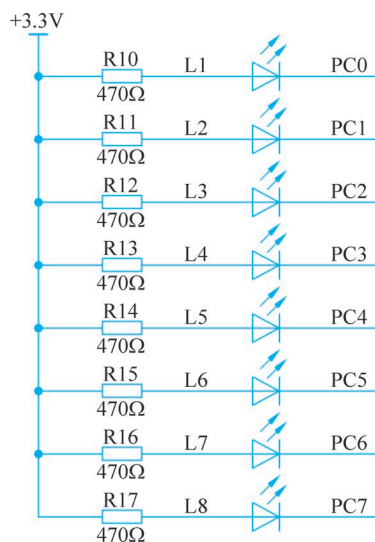 +3.3V
R10 L1 PC0
470Ω
R11 L2 PC1
470Ω
R12 L3 PC2
470Ω
R13 L4 PC3
470Ω
R14 L5 PC4
470Ω
R15 L6 PC5
470Ω
R16 L7 PC6
470Ω
R17 L8 PC7
470Ω